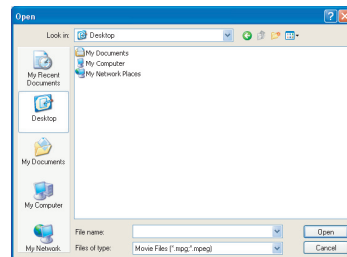 Open
Look in:
Desktop
My Recent
Documents
Desktop
My Documents
My Computer
My Network
My Documents
My Computer
My Network Places
File name:
Open
Files of type:
Movie Files (*.mpg;*.mpeg)
Cancel